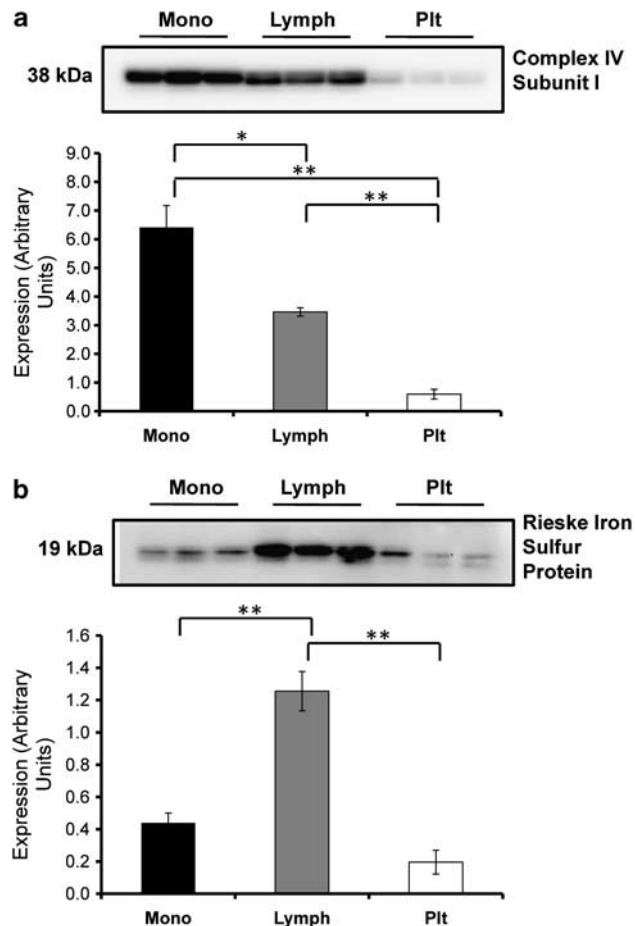 a
Mono Lymph Plt
38 kDa
Complex IV
Subunit I
*
**
**
9.0
8.0
7.0
6.0
5.0
4.0
3.0
2.0
1.0
0.0
Expression (Arbitrary
Units)
Mono Lymph Plt
b
Mono Lymph Plt
19 kDa
Rieske Iron
Sulfur
Protein
** **
1.6
1.4
1.2
1.0
0.8
0.6
0.4
0.2
0.0
Expression (Arbitrary
Units)
Mono Lymph Plt